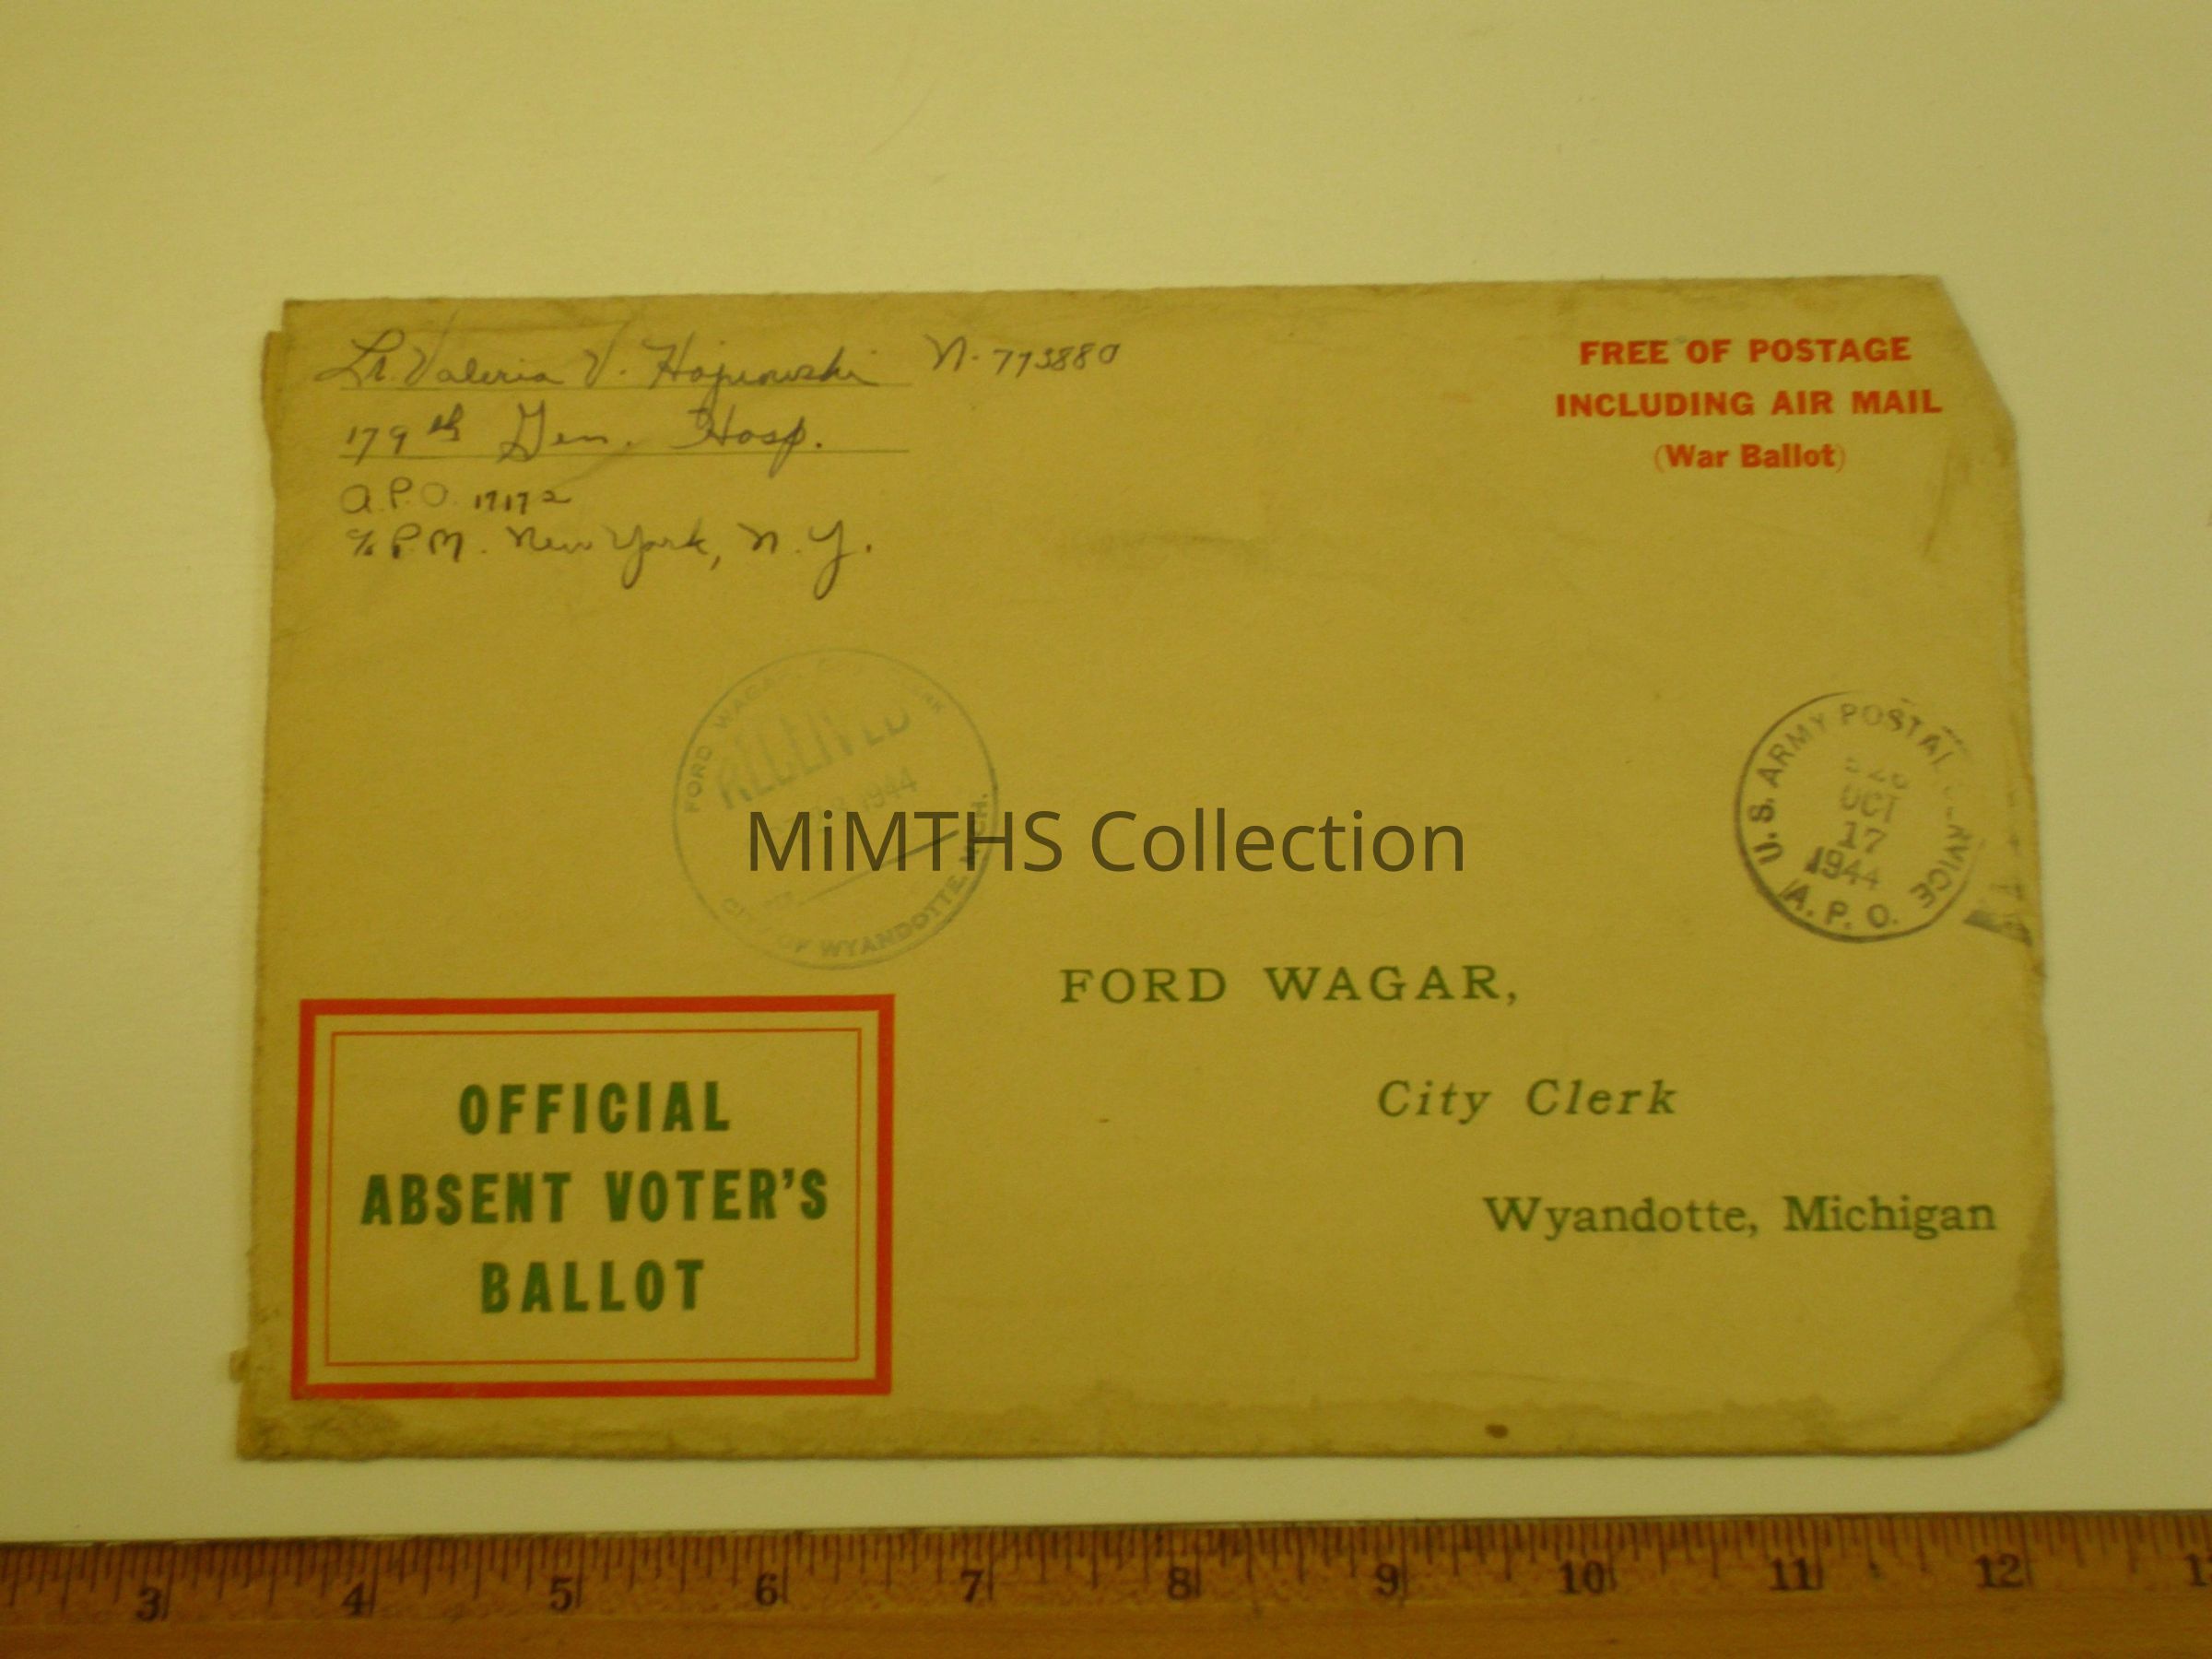 Lt. Valeria V. N-773880
179th Gen. Hosp.
A.P.O. 17172
℅ P.M. New York, N.Y.
FREE OF POSTAGE
INCLUDING AIR MAIL
(War Ballot)
FORD
RECEIVED
1944
CITY OF WYANDOTTE, MICH.
U.S. ARMY POSTAL SERVICE
OCT
17
1944
A.P.O.
MiMTHS Collection
FORD WAGAR,
City Clerk
Wyandotte, Michigan
OFFICIAL
ABSENT VOTER'S
BALLOT
3 4 5 6 7 8 9 10 11 12